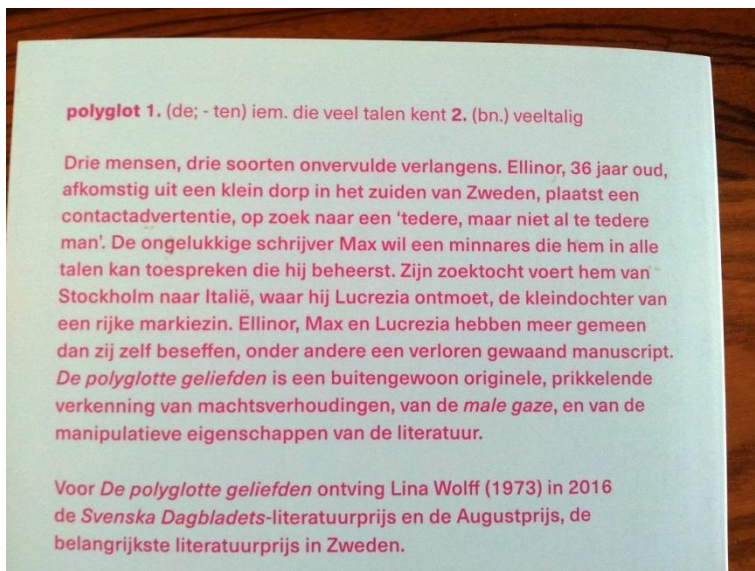 polyglot 1. (de; - ten) iem. die veel talen kent 2. (bn.) veeltalig
Drie mensen, drie soorten onvervulde verlangens. Ellinor, 36 jaar oud,
afkomstig uit een klein dorp in het zuiden van Zweden, plaatst een
contactadvertentie, op zoek naar een ‘tedere, maar niet al te tedere
man’. De ongelukkige schrijver Max wil een minnares die hem in alle
talen kan toespreken die hij beheerst. Zijn zoektocht voert hem van
Stockholm naar Italië, waar hij Lucrezia ontmoet, de kleindochter van
een rijke markiezin. Ellinor, Max en Lucrezia hebben meer gemeen
dan zij zelf beseffen, onder andere een verloren gewaand manuscript.
De polyglotte geliefden is een buitengewoon originele, prikkelende
verkenning van machtsverhoudingen, van de male gaze, en van de
manipulatieve eigenschappen van de literatuur.
Voor De polyglotte geliefden ontving Lina Wolff (1973) in 2016
de Svenska Dagbladets-literatuurprijs en de Augustprijs, de
belangrijkste literatuurprijs in Zweden.